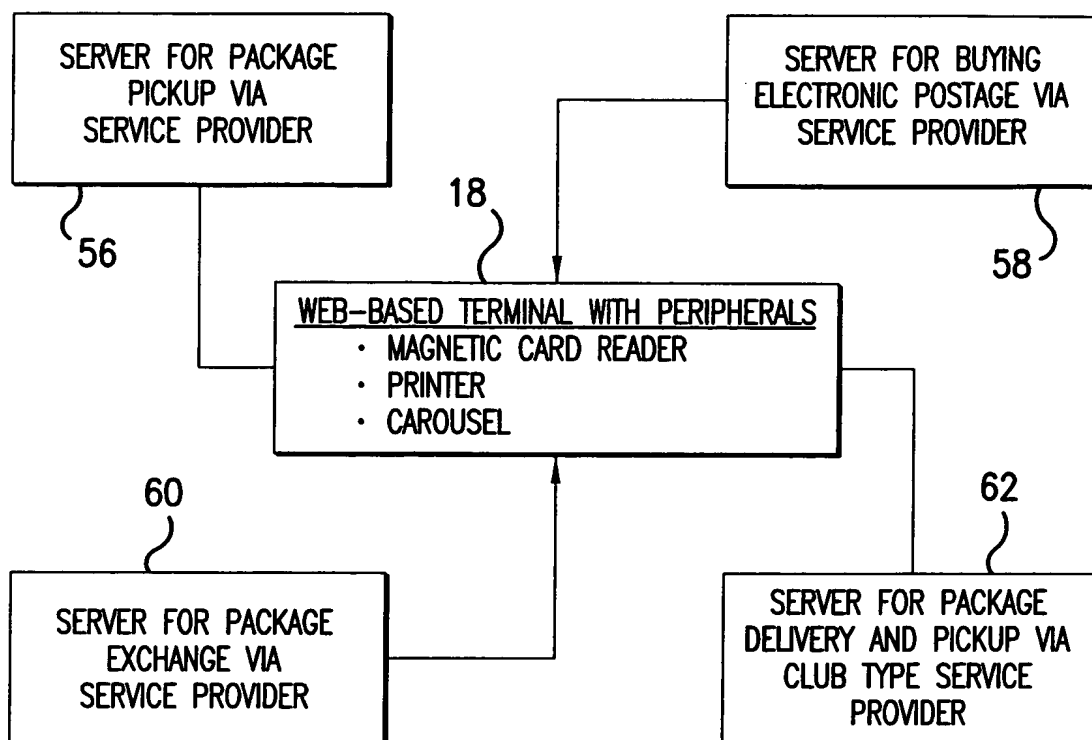 SERVER FOR PACKAGE
PICKUP VIA
SERVICE PROVIDER
56
SERVER FOR BUYING
ELECTRONIC POSTAGE VIA
SERVICE PROVIDER
58
18
WEB-BASED TERMINAL WITH PERIPHERALS
· MAGNETIC CARD READER
· PRINTER
· CAROUSEL
60
SERVER FOR PACKAGE
EXCHANGE VIA
SERVICE PROVIDER
62
SERVER FOR PACKAGE
DELIVERY AND PICKUP VIA
CLUB TYPE SERVICE
PROVIDER